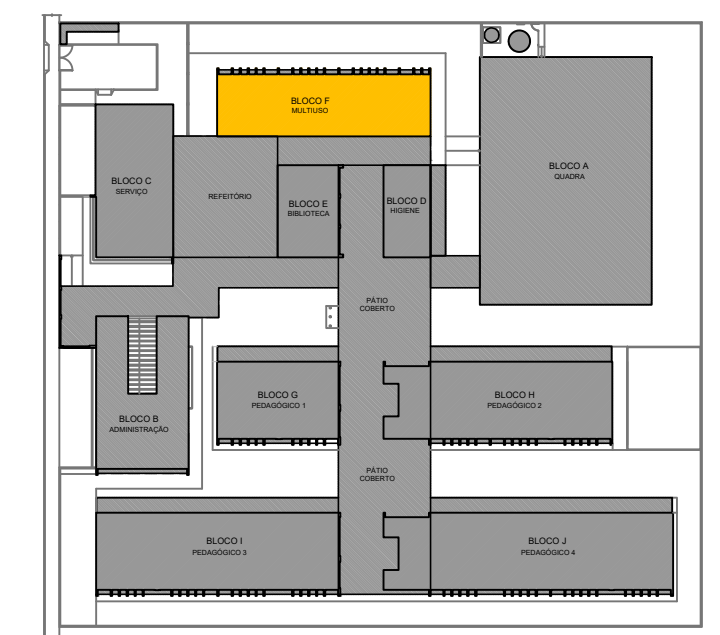 BLOCO F
MULTIUSO
BLOCO A
QUADRA
BLOCO C
SERVIÇO
REFEITÓRIO
BLOCO E
BIBLIOTECA
BLOCO D
HIGIENE
PÁTIO
COBERTO
BLOCO G
PEDAGÓGICO 1
BLOCO H
PEDAGÓGICO 2
BLOCO B
ADMINISTRAÇÃO
PÁTIO
COBERTO
BLOCO I
PEDAGÓGICO 3
BLOCO J
PEDAGÓGICO 4